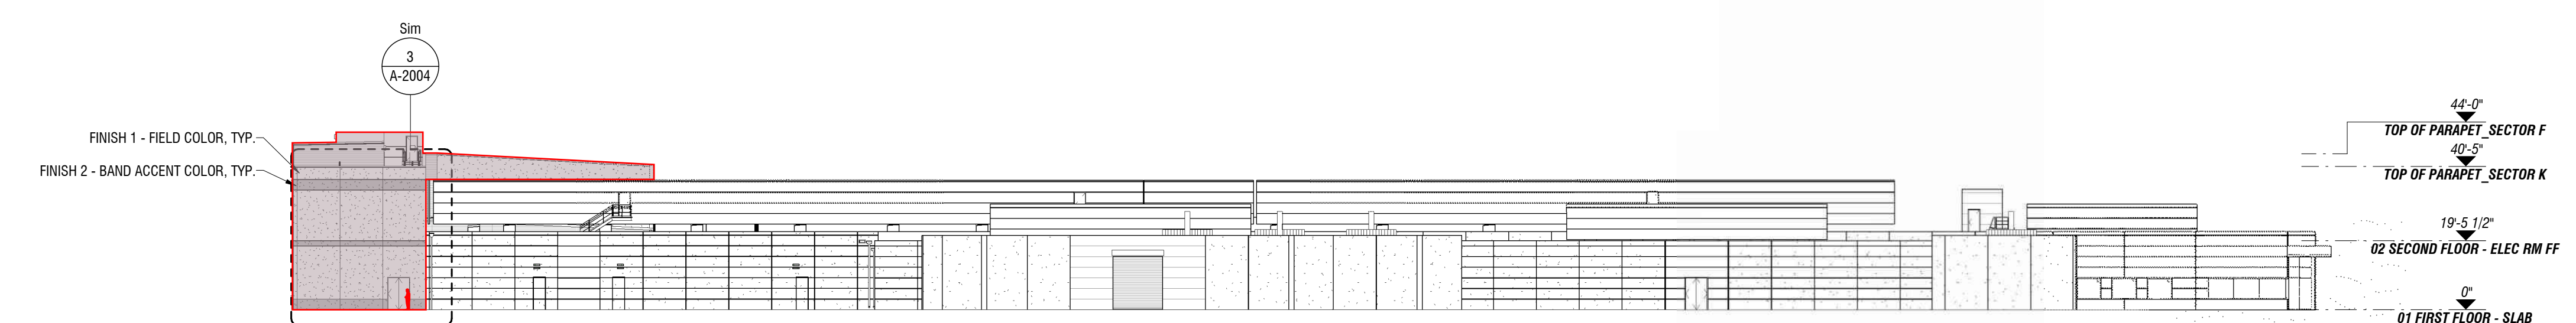 Sim
3
A-2004
FINISH 1 - FIELD COLOR, TYP.
FINISH 2 - BAND ACCENT COLOR, TYP.
44'-0"
TOP OF PARAPET_SECTOR F
40'-5"
TOP OF PARAPET_SECTOR K
19'-5 1/2"
02 SECOND FLOOR - ELEC RM FF
0"
01 FIRST FLOOR - SLAB